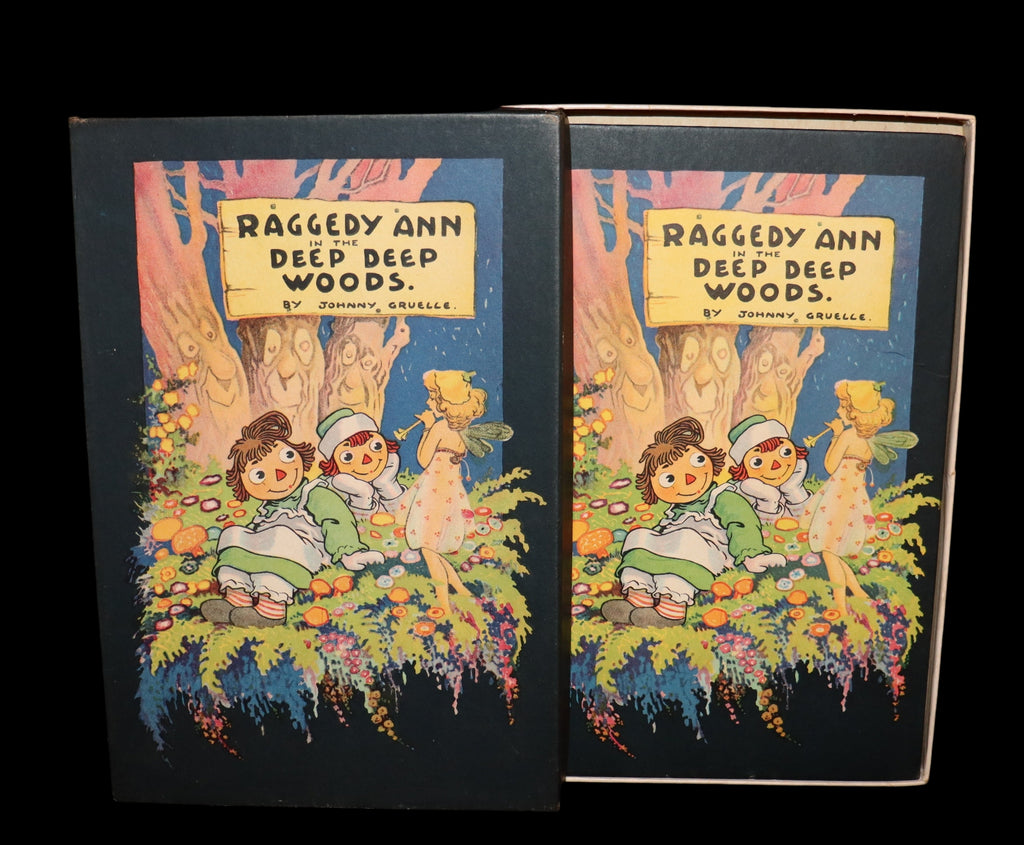 RAGGEDY ANN
IN THE
DEEP DEEP
WOODS.
BY JOHNNY GRUELLE.
RAGGEDY ANN
IN THE
DEEP DEEP
WOODS.
BY JOHNNY GRUELLE.